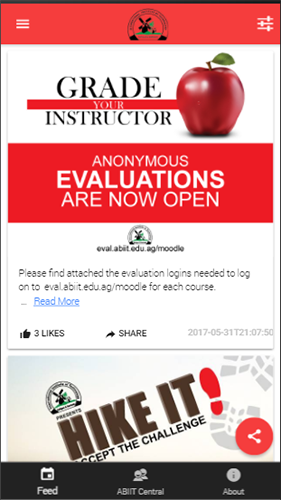 GRADE
YOUR
INSTRUCTOR
ANONYMOUS
EVALUATIONS
ARE NOW OPEN
eval.abiit.edu.ag/moodle
Please find attached the evaluation logins needed to log
on to eval.abiit.edu.ag/moodle for each course.
... Read More
3 LIKES
SHARE
2017-05-31T21:07:50
PRESENTS
HIKE IT!
CCEPT THE CHALLENGE
Feed
ABIIT Central
About